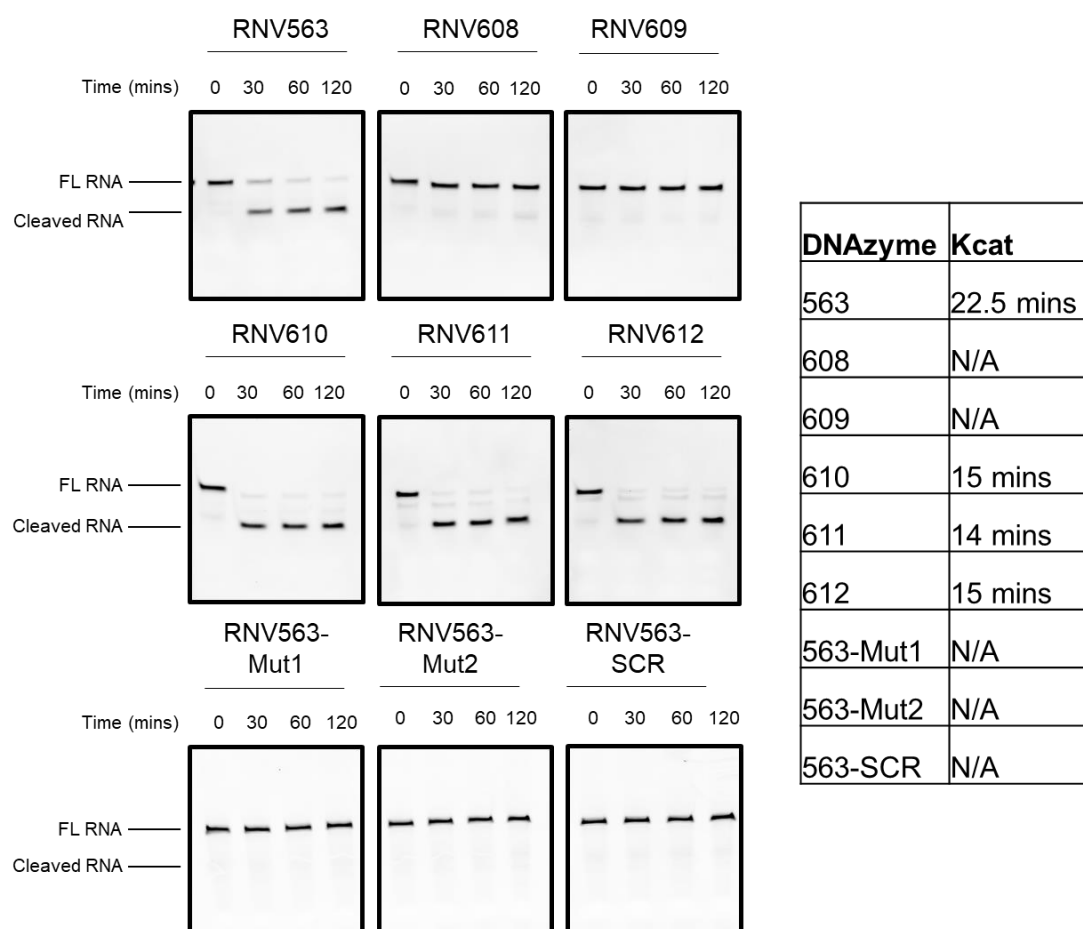 RNV563 RNV608 RNV609
Time (mins) 0 30 60 120 0 30 60 120 0 30 60 120
FL RNA
Cleaved RNA
RNV610 RNV611 RNV612
Time (mins) 0 30 60 120 0 30 60 120 0 30 60 120
FL RNA
Cleaved RNA
RNV563- RNV563- RNV563-
Mut1 Mut2 SCR
Time (mins) 0 30 60 120 0 30 60 120 0 30 60 120
FL RNA
Cleaved RNA
DNAzyme Kcat
563 22.5 mins
608 N/A
609 N/A
610 15 mins
611 14 mins
612 15 mins
563-Mut1 N/A
563-Mut2 N/A
563-SCR N/A